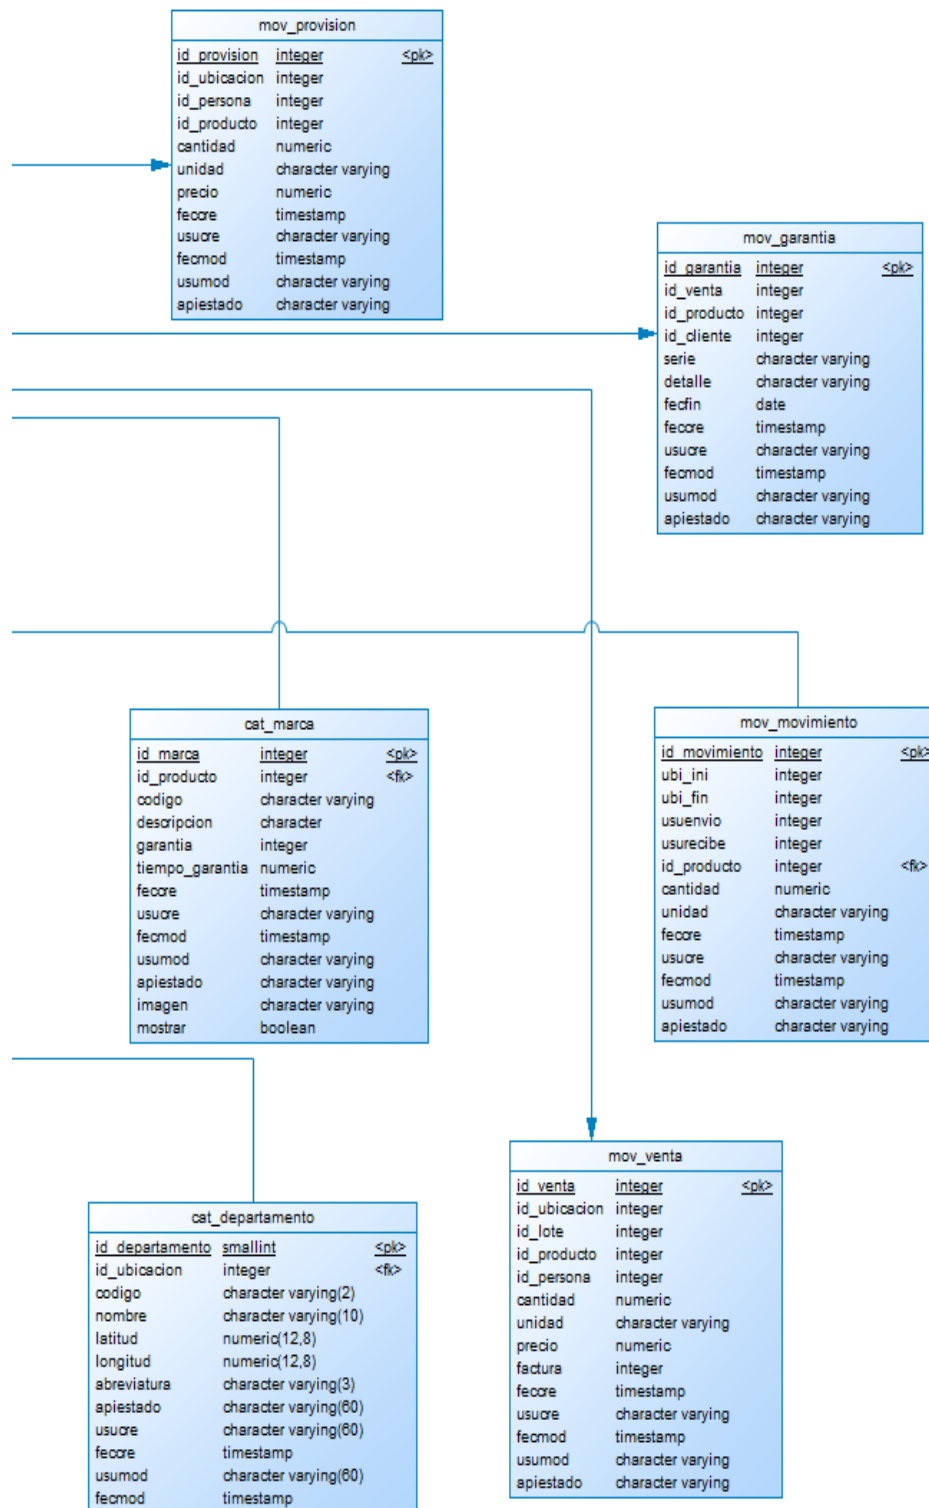 mov_provision
id_provision integer <pk>
id_ubicacion integer
id_persona integer
id_producto integer
cantidad numeric
unidad character varying
precio numeric
feccre timestamp
usucre character varying
fecmod timestamp
usumod character varying
apiestado character varying
mov_garantia
id_garantia integer <pk>
id_venta integer
id_producto integer
id_cliente integer
serie character varying
detalle character varying
fecfin date
feccre timestamp
usucre character varying
fecmod timestamp
usumod character varying
apiestado character varying
cat_marca
id_marca integer <pk>
id_producto integer <fk>
codigo character varying
descripcion character
garantia integer
tiempo_garantia numeric
feccre timestamp
usucre character varying
fecmod timestamp
usumod character varying
apiestado character varying
imagen character varying
mostrar boolean
mov_movimiento
id_movimiento integer <pk>
ubi_ini integer
ubi_fin integer
usuenvio integer
usurecibe integer
id_producto integer <fk>
cantidad numeric
unidad character varying
feccre timestamp
usucre character varying
fecmod timestamp
usumod character varying
apiestado character varying
cat_departamento
id_departamento smallint <pk>
id_ubicacion integer <fk>
codigo character varying(2)
nombre character varying(10)
latitud numeric(12,8)
longitud numeric(12,8)
abreviatura character varying(3)
apiestado character varying(60)
usucre character varying(60)
feccre timestamp
usumod character varying(60)
fecmod timestamp
mov_venta
id_venta integer <pk>
id_ubicacion integer
id_lote integer
id_producto integer
id_persona integer
cantidad numeric
unidad character varying
precio numeric
factura integer
feccre timestamp
usucre character varying
fecmod timestamp
usumod character varying
apiestado character varying